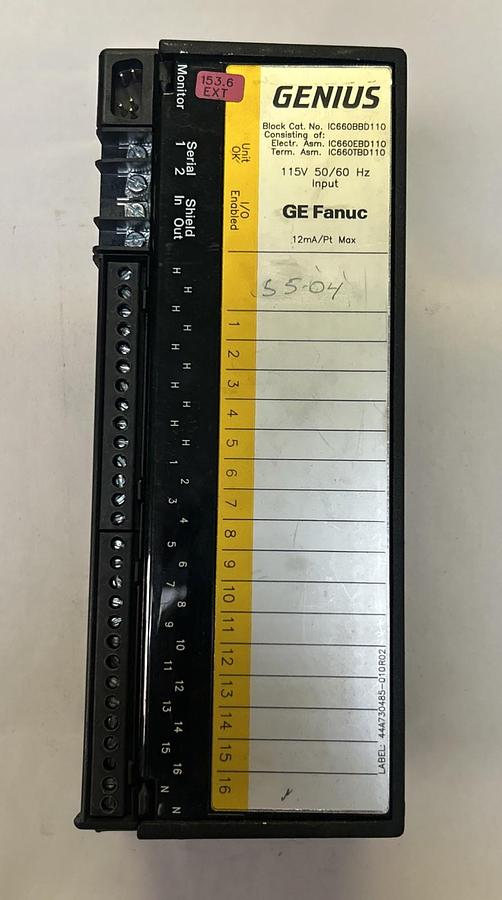 Monitor
153.6
EXT
GENIUS
Block Cat. No. IC660BBD110
Consisting of:
Electr. Asm. IC660EBD110
Term. Asm. IC660TBD110
115V 50/60 Hz
Input
GE Fanuc
12mA/Pt Max
Unit
OK
I/O
Enabled
Serial
1 2
Shield
In Out
H
H
H
H
H
H
H
H
H
H
1
2
3
4
5
6
7
8
9
10
11
12
13
14
15
16
N
N
1
2
3
4
5
6
7
8
9
10
11
12
13
14
15
16
LABEL: 44A730485-010R02